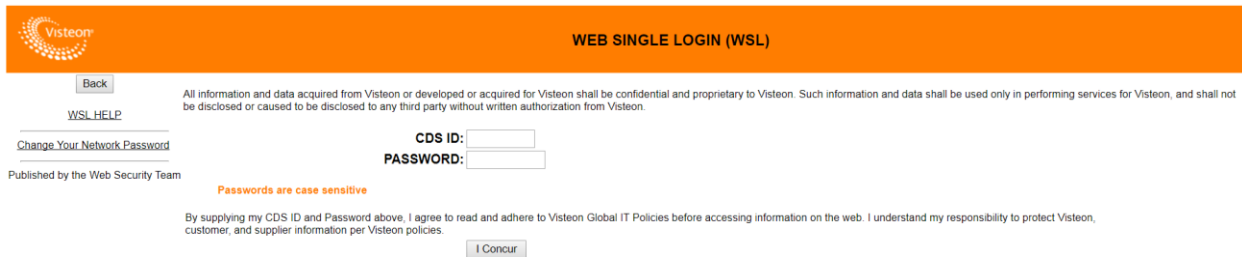 Visteon
WEB SINGLE LOGIN (WSL)
Back
WSL HELP
Change Your Network Password
Published by the Web Security Team
All information and data acquired from Visteon or developed or acquired for Visteon shall be confidential and proprietary to Visteon. Such information and data shall be used only in performing services for Visteon, and shall not
be disclosed or caused to be disclosed to any third party without written authorization from Visteon.
CDS ID:
PASSWORD:
Passwords are case sensitive
By supplying my CDS ID and Password above, I agree to read and adhere to Visteon Global IT Policies before accessing information on the web. I understand my responsibility to protect Visteon,
customer, and supplier information per Visteon policies.
I Concur